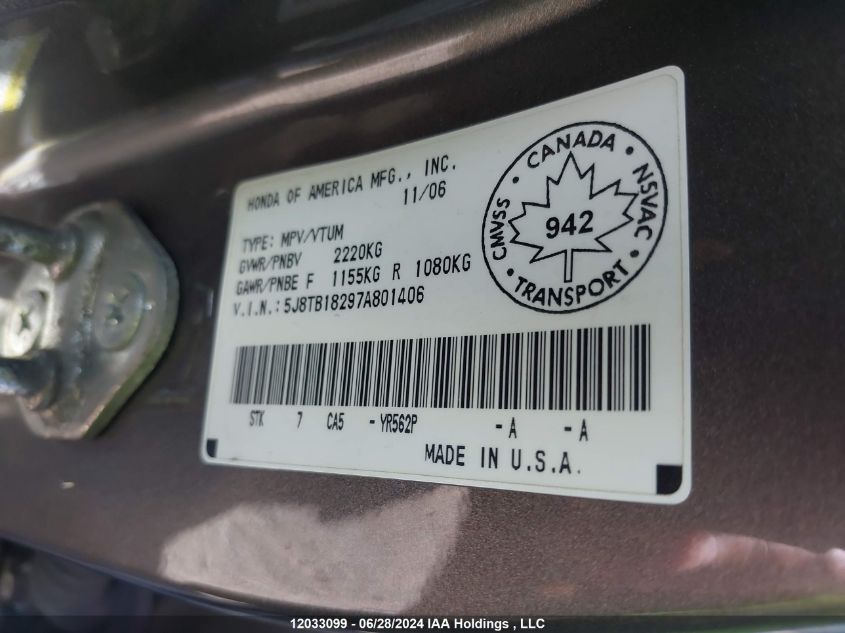 HONDA OF AMERICA MFG., INC.
11/06
TYPE: MPV/VTUM
GVWR/PNBV 2220KG
GAWR/PNBE F 1155KG R 1080KG
V.I.N.: 5J8TB18297A801406
CANADA • NSVAC • TRANSPORT • CMVSS •
942
STK 7 CA5 - YR562P - A - A
MADE IN U.S.A.
12033099 - 06/28/2024 IAA Holdings , LLC